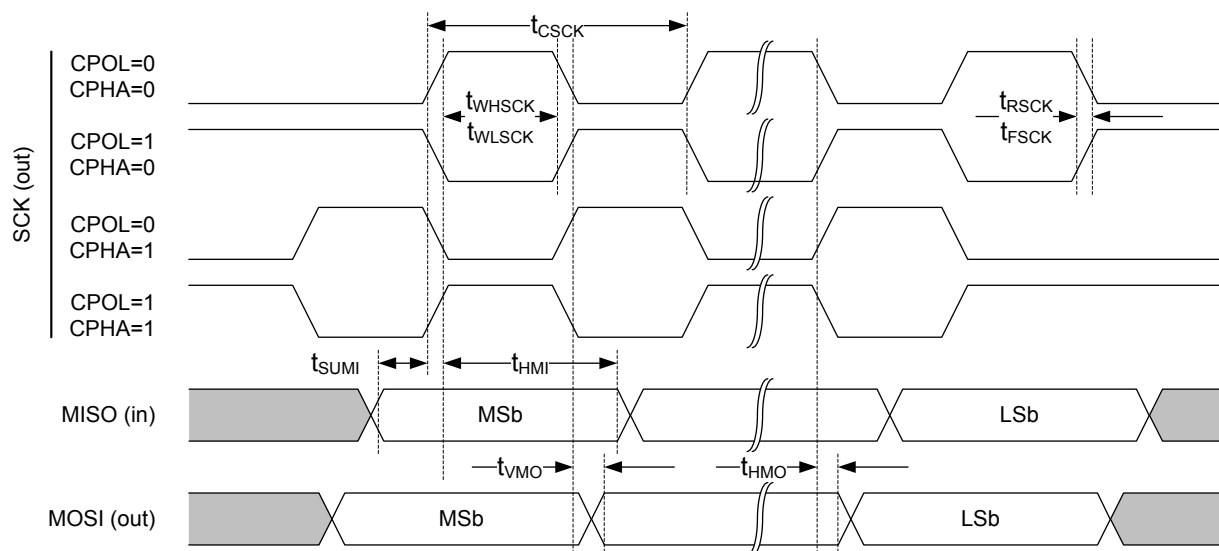 tCSCK
CPOL=0
CPHA=0
tWHSCK
tRSCK
CPOL=1
CPHA=0
tWLSCK
tFSCK
SCK (out)
CPOL=0
CPHA=1
CPOL=1
CPHA=1
tSUMI
tHMI
MISO (in)
MSb
LSb
tVMO
tHMO
MOSI (out)
MSb
LSb